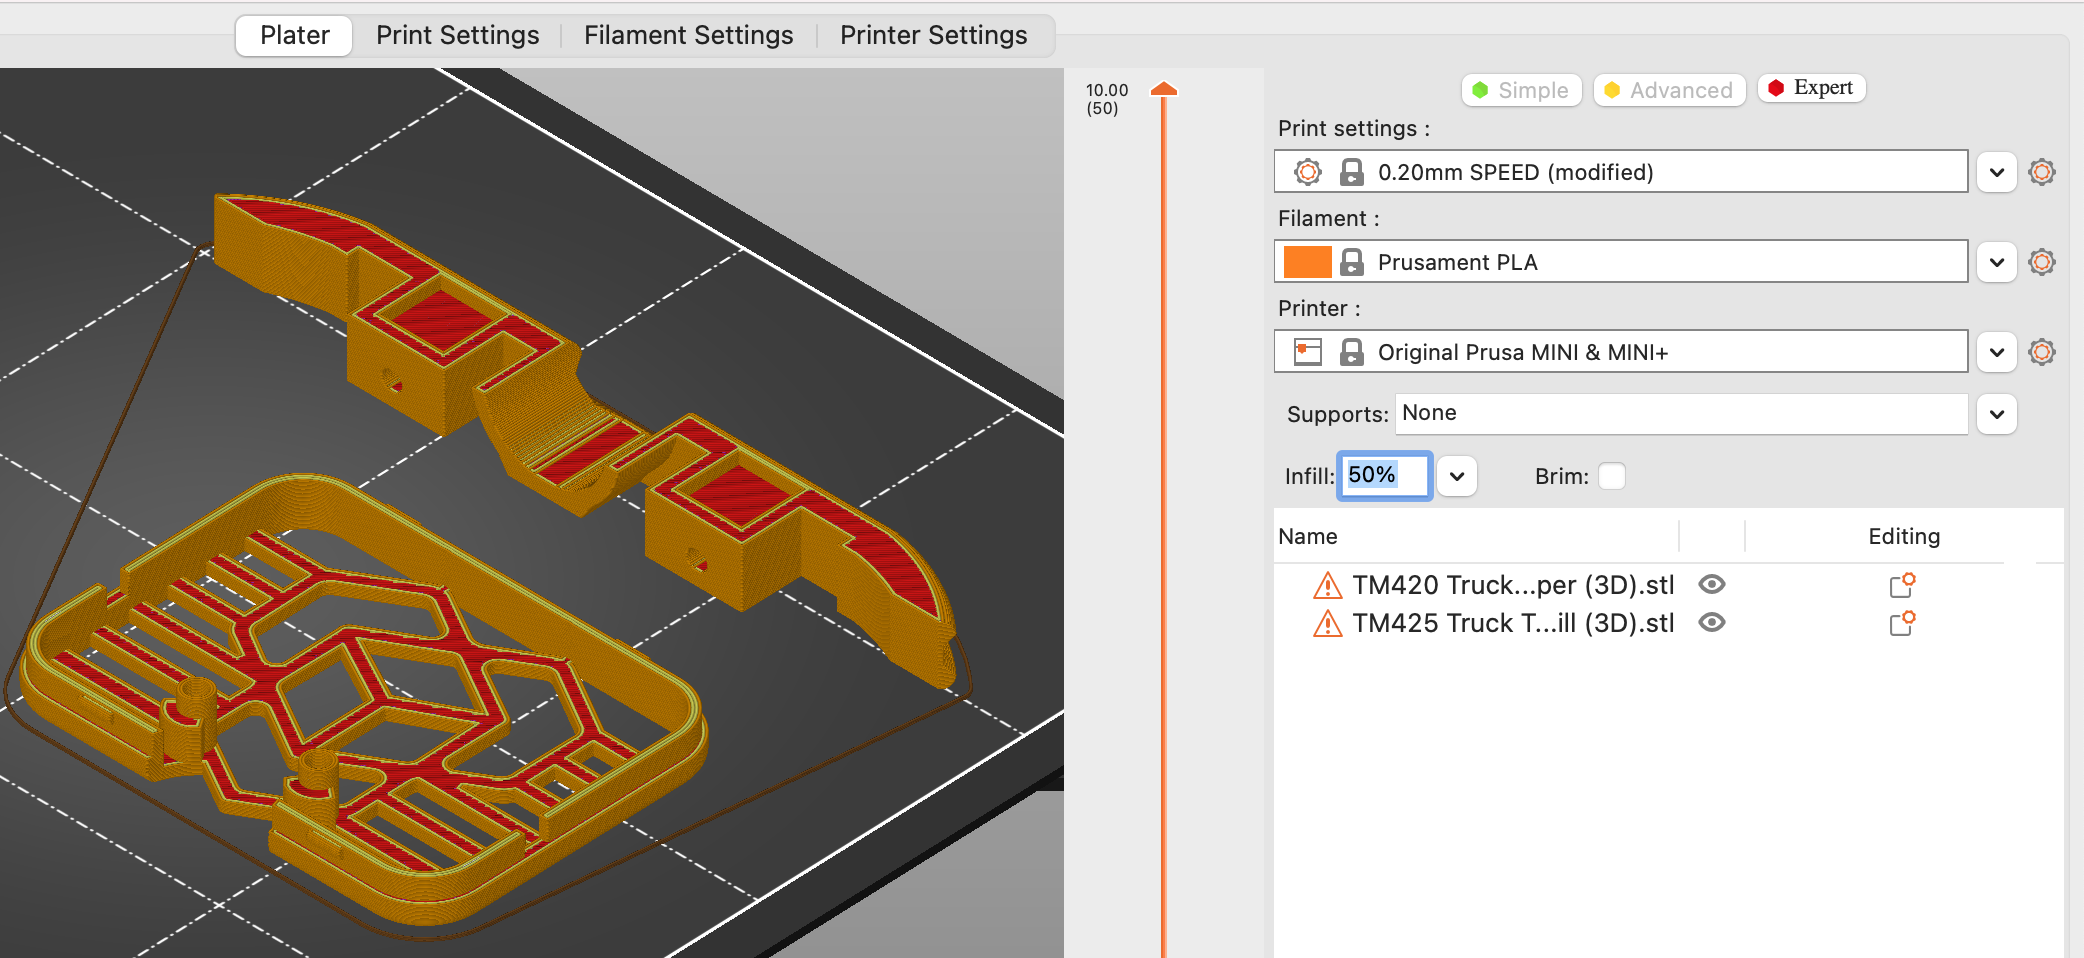 Plater
Print Settings
Filament Settings
Printer Settings
10.00
(50)
Simple
Advanced
Expert
Print settings :
0.20mm SPEED (modified)
Filament :
Prusament PLA
Printer :
Original Prusa MINI & MINI+
Supports:
None
Infill:
50%
Brim:
Name
Editing
TM420 Truck...per (3D).stl
TM425 Truck T...ill (3D).stl